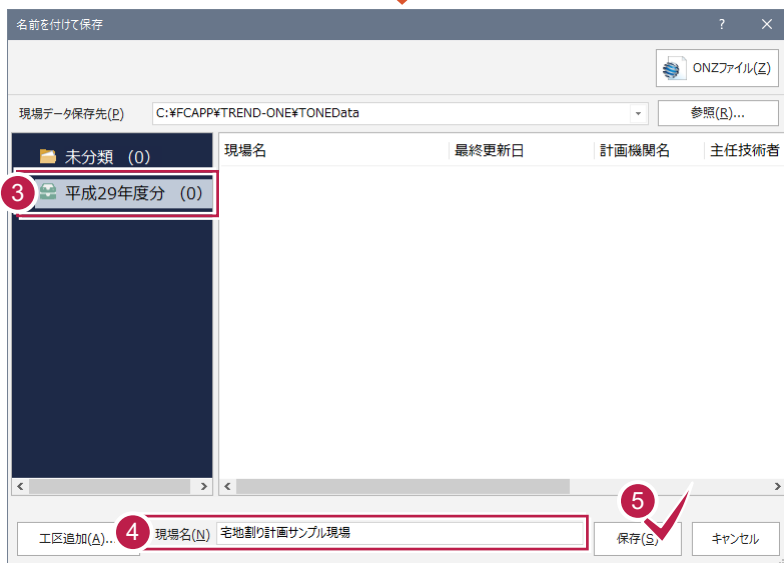 名前を付けて保存 ? ×
ONZファイル(Z)
現場データ保存先(P) C:¥FCAPP¥TREND-ONE¥TONEData 参照(R)...
未分類 (0) 現場名 最終更新日 計画機関名 主任技術者
3 平成29年度分 (0)
5
工区追加(A)... 4 現場名(N) 宅地割り計画サンプル現場 保存(S) キャンセル